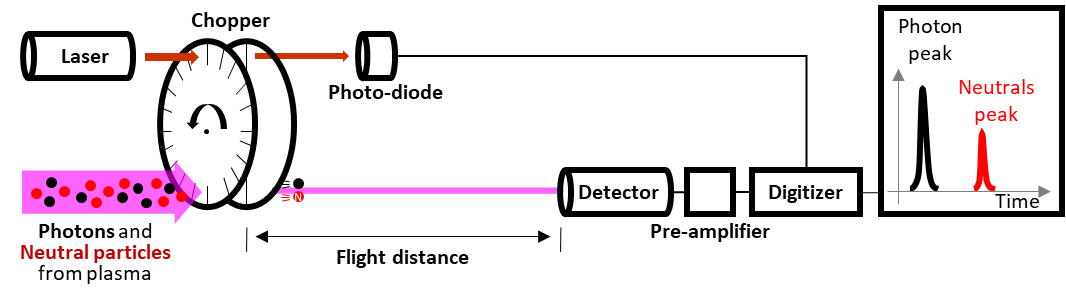 Chopper
Laser
Photo-diode
Photon
peak
Neutrals
peak
Time
N
Detector
Digitizer
Pre-amplifier
Photons and
Neutral particles
from plasma
Flight distance